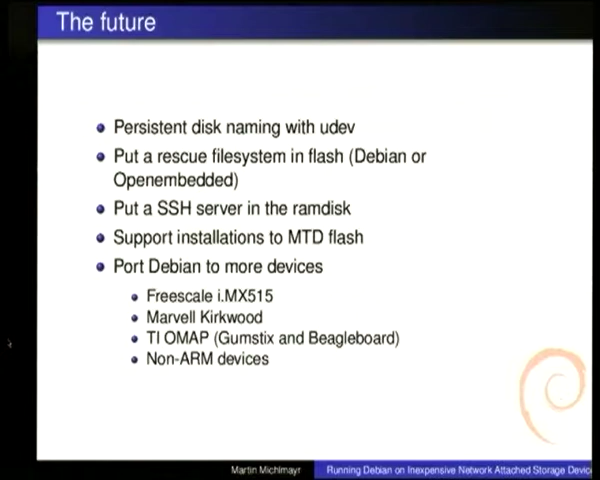 The future
Persistent disk naming with udev
Put a rescue filesystem in flash (Debian or
Openembedded)
Put a SSH server in the ramdisk
Support installations to MTD flash
Port Debian to more devices
Freescale i.MX515
Marvell Kirkwood
TI OMAP (Gumstix and Beagleboard)
Non-ARM devices
Martin Michlmayr
Running Debian on Inexpensive Network Attached Storage Devic